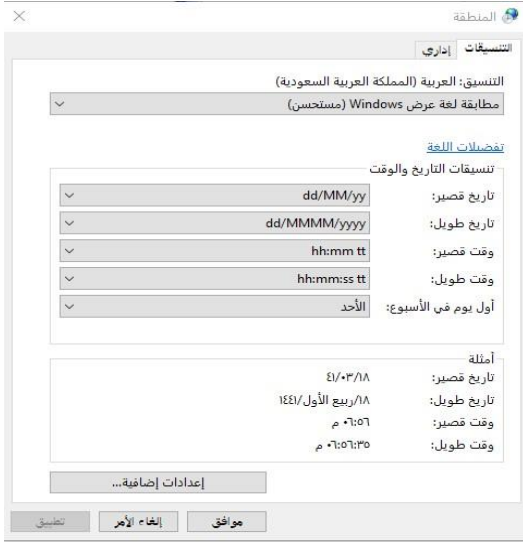 المنطقة
التنسيقات إداري
التنسيق: العربية (المملكة العربية السعودية)
مطابقة لغة عرض Windows (مستحسن)
تفضيلات اللغة
تنسيقات التاريخ والوقت
تاريخ قصير: dd/MM/yy
تاريخ طويل: dd/MMMM/yyyy
وقت قصير: hh:mm tt
وقت طويل: hh:mm:ss tt
أول يوم في الأسبوع: الأحد
أمثلة
تاريخ قصير: ١٨/٠٣/٤١
تاريخ طويل: ١٨/ربيع الأول/١٤٤١
وقت قصير: ٠٦:٥٦ م
وقت طويل: ٠٦:٥٦:٣٥ م
إعدادات إضافية...
موافق إلغاء الأمر تطبيق